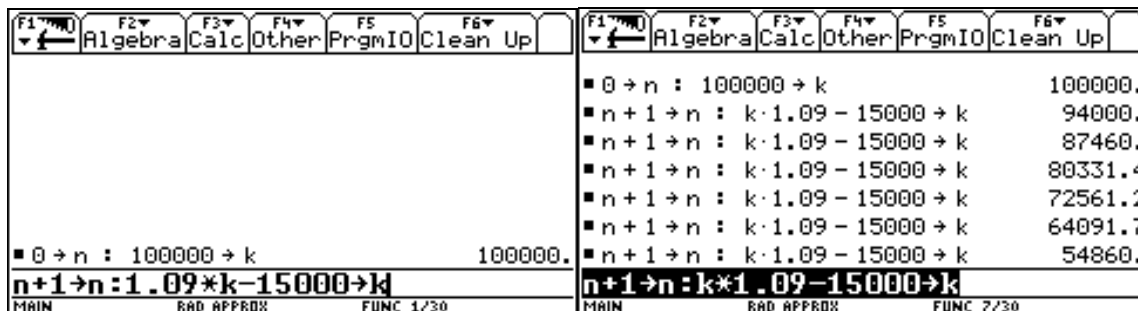 F1 F2▾ F3▾ F4▾ F5 F6▾
▾ Algebra Calc Other PrgmIO Clean Up
■ 0 → n : 100000 → k 100000.
n+1→n:1.09*k-15000→k
MAIN RAD APPROX FUNC 1/30
F1 F2▾ F3▾ F4▾ F5 F6▾
▾ Algebra Calc Other PrgmIO Clean Up
■ 0 → n : 100000 → k 100000.
■ n + 1 → n : k·1.09 - 15000 → k 94000.
■ n + 1 → n : k·1.09 - 15000 → k 87460.
■ n + 1 → n : k·1.09 - 15000 → k 80331.4
■ n + 1 → n : k·1.09 - 15000 → k 72561.2
■ n + 1 → n : k·1.09 - 15000 → k 64091.7
■ n + 1 → n : k·1.09 - 15000 → k 54860.
n+1→n:k*1.09-15000→k
MAIN RAD APPROX FUNC 7/30